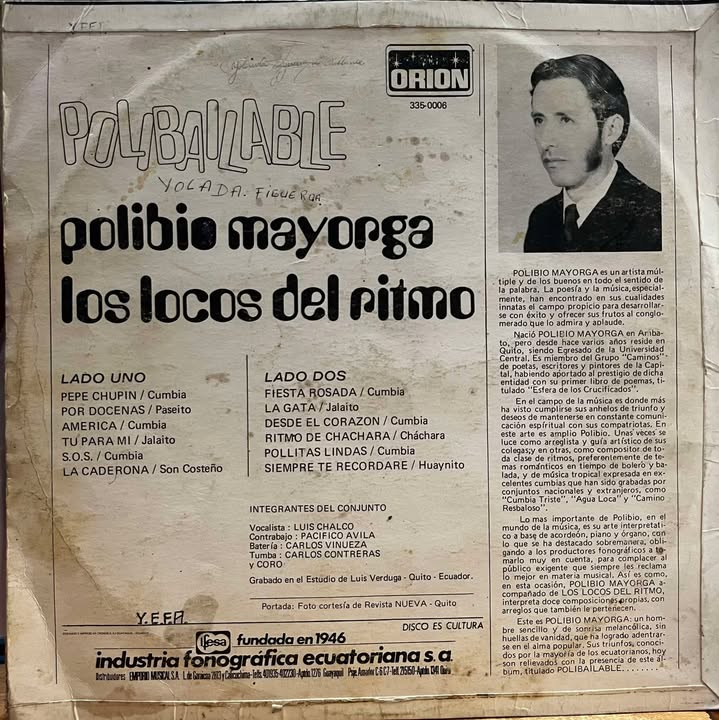 Y.F.F.
ORION
335-0006
POLIBAILABLE
YOLADA. FIGUEROA
polibio mayorga
los locos del ritmo
LADO UNO
PEPE CHUPIN / Cumbia
POR DOCENAS / Paseito
AMERICA / Cumbia
TU PARA MI / Jalaito
S.O.S. / Cumbia
LA CADERONA / Son Costeño
LADO DOS
FIESTA ROSADA / Cumbia
LA GATA / Jalaito
DESDE EL CORAZON / Cumbia
RITMO DE CHACHARA / Cháchara
POLLITAS LINDAS / Cumbia
SIEMPRE TE RECORDARE / Huaynito
INTEGRANTES DEL CONJUNTO
Vocalista : LUIS CHALCO
Contrabajo : PACIFICO AVILA
Batería : CARLOS VINUEZA
Tumba : CARLOS CONTRERAS
y CORO
Grabado en el Estudio de Luis Verduga - Quito - Ecuador.
Portada: Foto cortesía de Revista NUEVA - Quito
Y.F.F.A.
DISCO ES CULTURA
ifesa fundada en 1946
industria fonográfica ecuatoriana s.a.
Distribuidores EMPORIO MUSICAL S.A.
POLIBIO MAYORGA es un artista múl-
tiple y de los buenos en todo el sentido de
la palabra. La poesía y la música,especial-
mente, han encontrado en sus cualidades
innatas el campo propicio para desarrollar-
se con éxito y ofrecer sus frutos al conglo-
merado que lo admira y aplaude.
Nació POLIBIO MAYORGA en Amba-
to, pero desde hace varios años reside en
Quito, siendo Egresado de la Universidad
Central. Es miembro del Grupo "Caminos"
de poetas, escritores y pintores de la Capi-
tal, habiendo aportado al prestigio de dicha
entidad con su primer libro de poemas, ti-
tulado "Esfera de los Crucificados".
En el campo de la música es donde más
ha visto cumplirse sus anhelos de triunfo y
deseos de mantenerse en constante comuni-
cación espiritual con sus compatriotas. En
este arte es amplio Polibio. Unas veces se
luce como arreglista y guía artístico de sus
colegas;y en otras, como compositor de to-
da clase de ritmos, preferentemente de te-
mas románticos en tiempo de bolero y ba-
lada, y de música tropical expresada en ex-
celentes cumbias que han sido grabadas por
conjuntos nacionales y extranjeros, como
"Cumbia Triste", "Agua Loca" y "Camino
Resbaloso".
Lo mas importante de Polibio, en el
mundo de la música, es su arte interpretati-
vo a base de acordeón, piano y órgano, con
lo que se ha destacado sobremanera, obli-
gando a los productores fonográficos a to-
marlo muy en cuenta, para complacer al
público exigente que siempre les reclama
lo mejor en materia musical. Así es como,
en esta ocasión, POLIBIO MAYORGA a-
compañado de LOS LOCOS DEL RITMO,
interpreta doce composiciones propias, con
arreglos que también le pertenecen.
Este es POLIBIO MAYORGA: un hom-
bre sencillo y de sonrisa melancólica, sin
huellas de vanidad, que ha logrado adentrar-
se en el alma popular. Sus triunfos, conoci-
dos por la mayoría de los ecuatorianos, hoy
son relievados con la presencia de este ál-
bum, titulado POLIBAILABLE.......